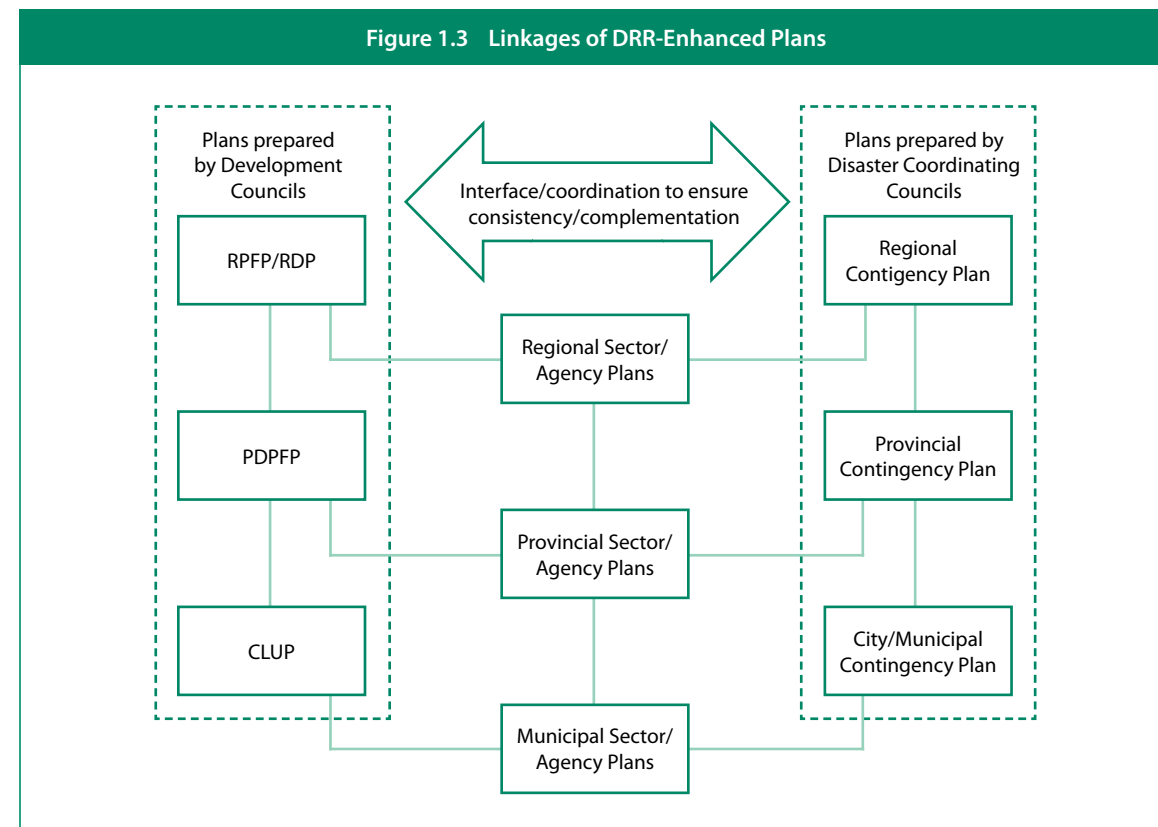 Figure 1.3 Linkages of DRR-Enhanced Plans
Plans prepared
by Development
Councils
Interface/coordination to ensure
consistency/complementation
Plans prepared by
Disaster Coordinating
Councils
RPFP/RDP
Regional
Contigency Plan
Regional Sector/
Agency Plans
PDPFP
Provincial
Contingency Plan
Provincial Sector/
Agency Plans
CLUP
City/Municipal
Contingency Plan
Municipal Sector/
Agency Plans